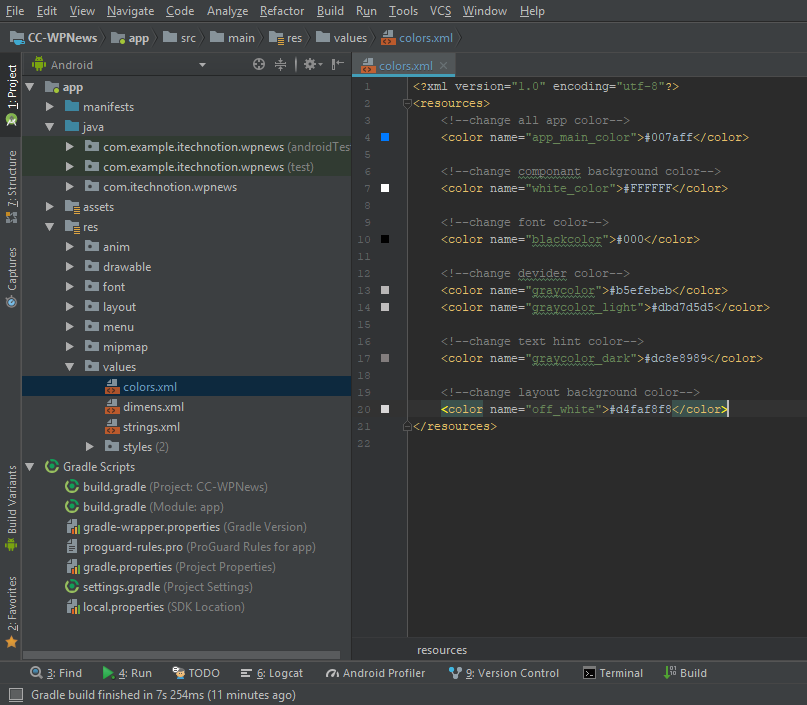 File Edit View Navigate Code Analyze Refactor Build Run Tools VCS Window Help
CC-WPNews app src main res values colors.xml
1: Project
7: Structure
Captures
Build Variants
2: Favorites
Android
app
manifests
java
com.example.itechnotion.wpnews (androidTes
com.example.itechnotion.wpnews (test)
com.itechnotion.wpnews
assets
res
anim
drawable
font
layout
menu
mipmap
values
colors.xml
dimens.xml
strings.xml
styles (2)
Gradle Scripts
build.gradle (Project: CC-WPNews)
build.gradle (Module: app)
gradle-wrapper.properties (Gradle Version)
proguard-rules.pro (ProGuard Rules for app)
gradle.properties (Project Properties)
settings.gradle (Project Settings)
local.properties (SDK Location)
colors.xml
1 <?xml version="1.0" encoding="utf-8"?>
2 <resources>
3 <!--change all app color-->
4 <color name="app_main_color">#007aff</color>
5
6 <!--change componant background color-->
7 <color name="white_color">#FFFFFF</color>
8
9 <!--change font color-->
10 <color name="blackcolor">#000</color>
11
12 <!--change devider color-->
13 <color name="graycolor">#b5efebeb</color>
14 <color name="graycolor_light">#dbd7d5d5</color>
15
16 <!--change text hint color-->
17 <color name="graycolor_dark">#dc8e8989</color>
18
19 <!--change layout background color-->
20 <color name="off_white">#d4faf8f8</color>
21 </resources>
22
resources
3: Find 4: Run TODO 6: Logcat Android Profiler 9: Version Control Terminal Build
Gradle build finished in 7s 254ms (11 minutes ago)